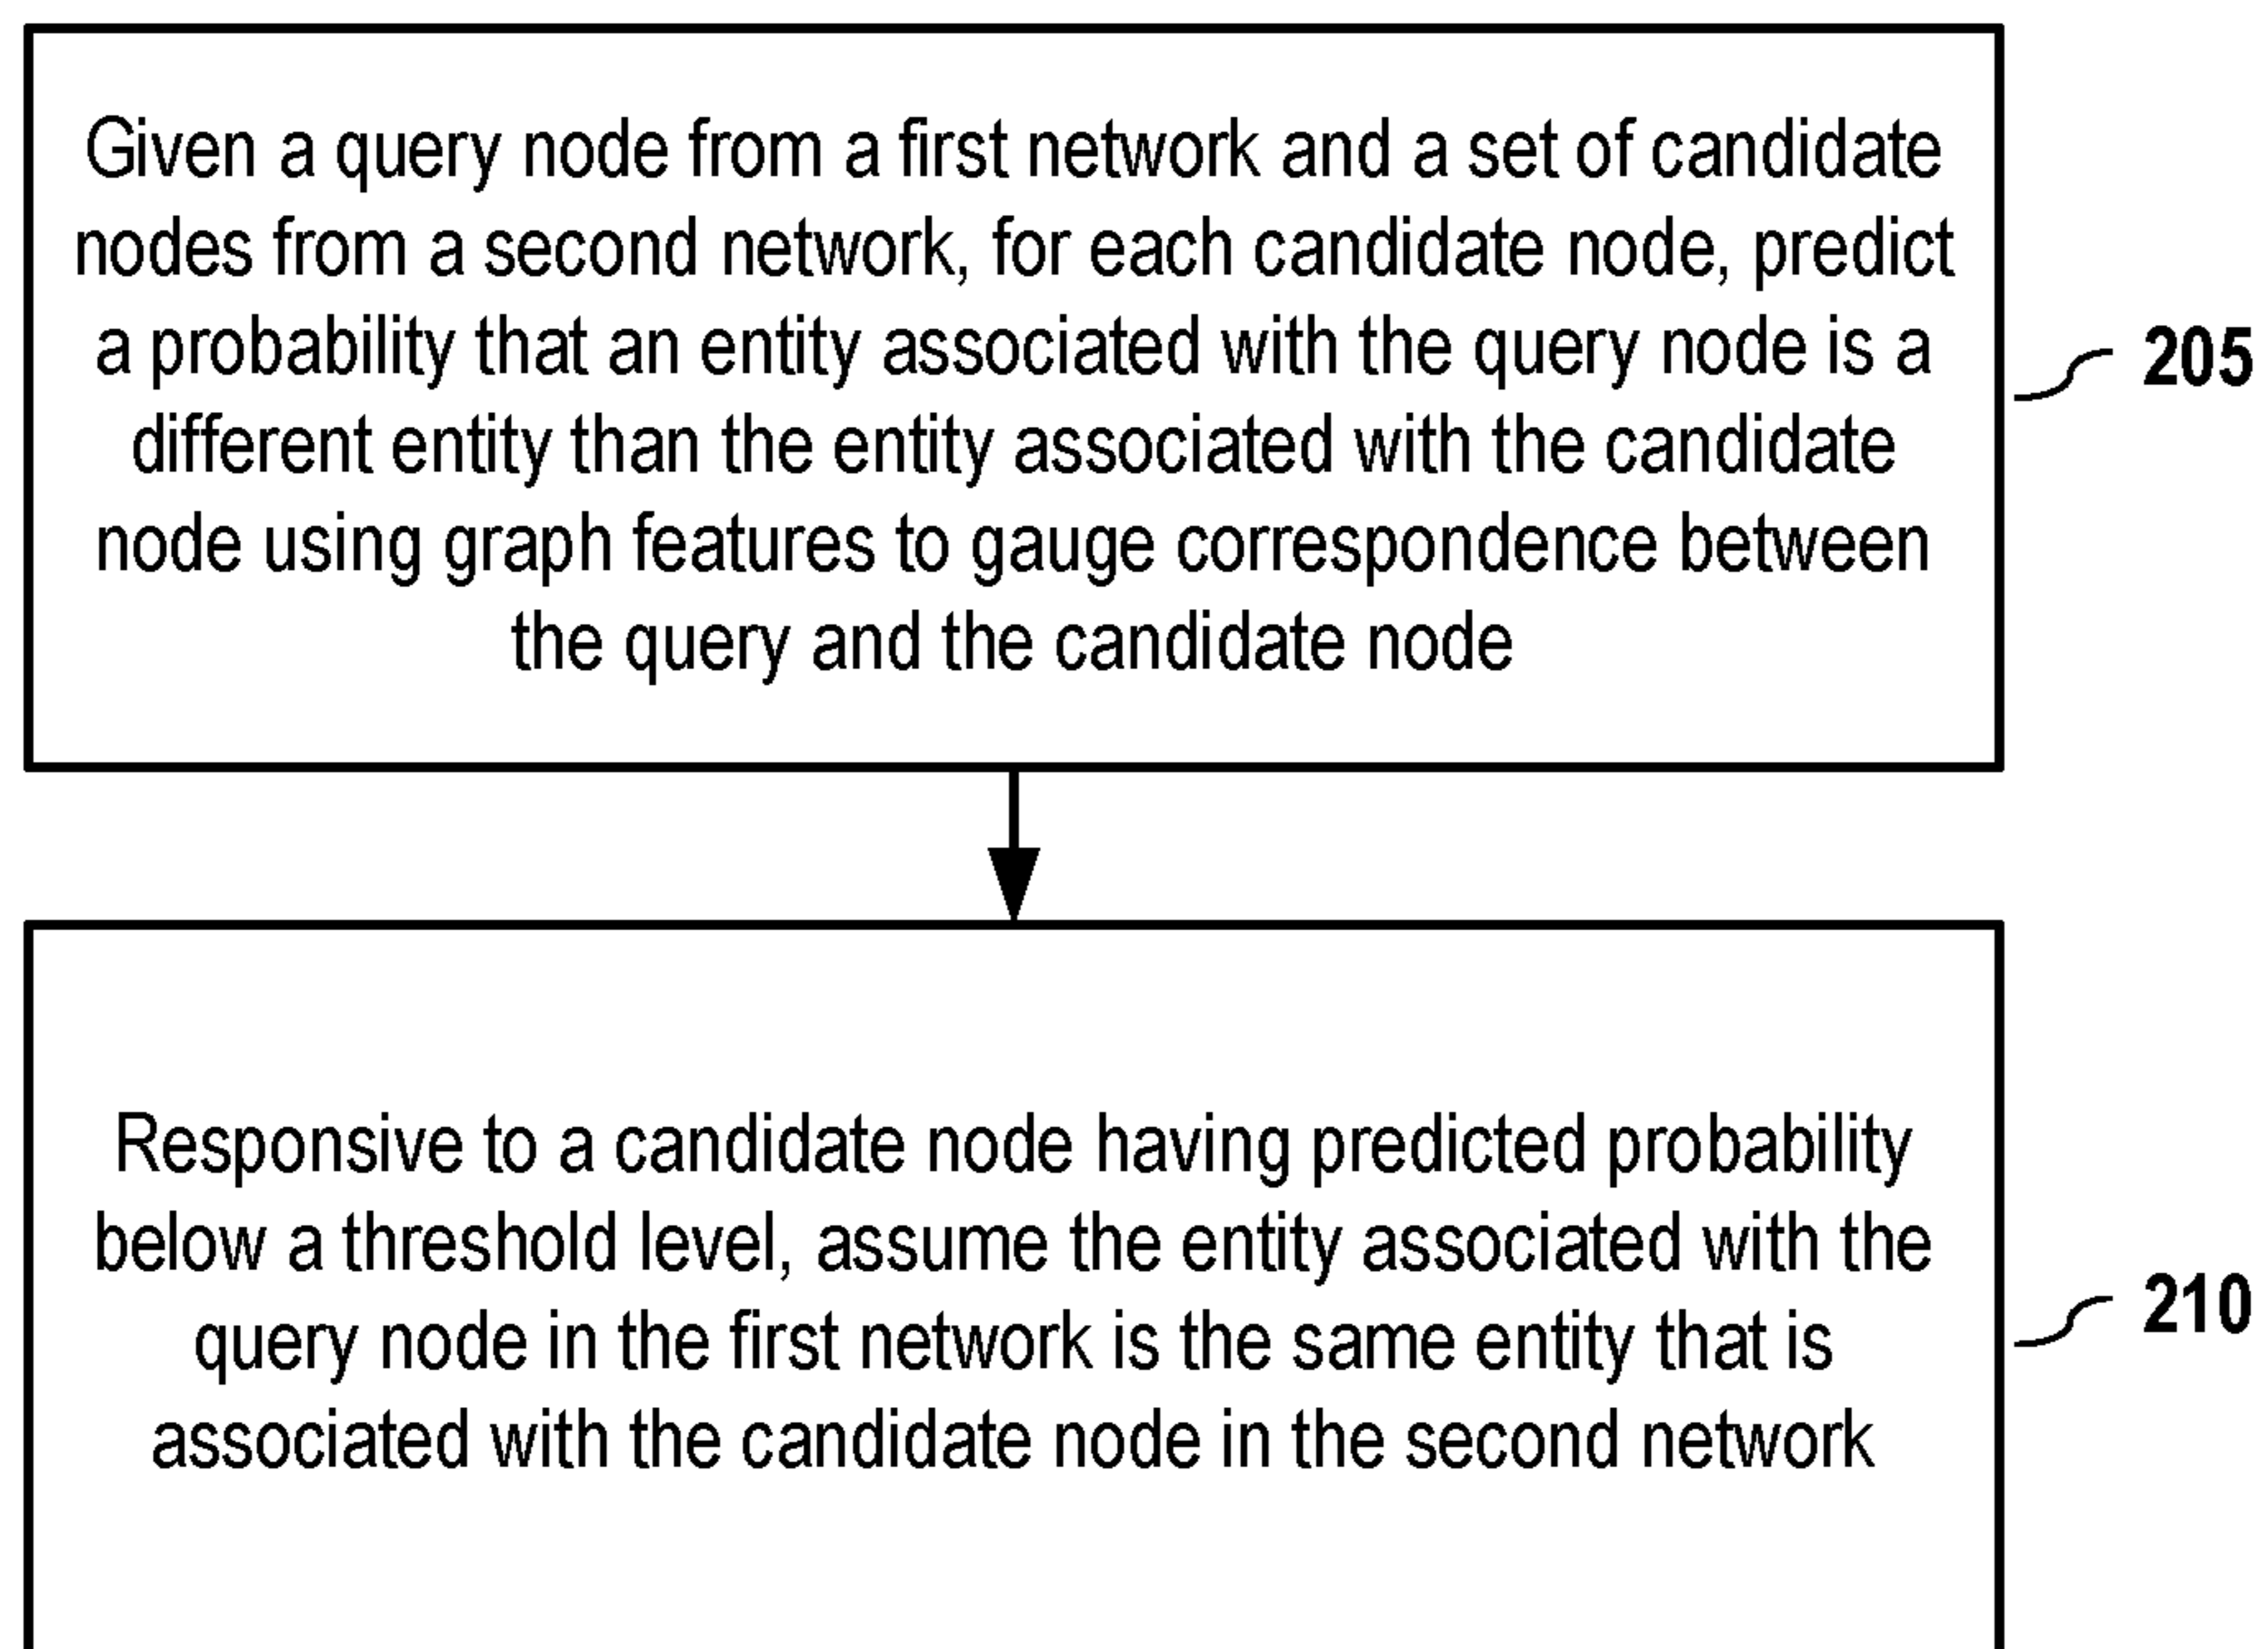 Given a query node from a first network and a set of candidate
nodes from a second network, for each candidate node, predict
a probability that an entity associated with the query node is a
different entity than the entity associated with the candidate
node using graph features to gauge correspondence between
the query and the candidate node
205
Responsive to a candidate node having predicted probability
below a threshold level, assume the entity associated with the
query node in the first network is the same entity that is
associated with the candidate node in the second network
210